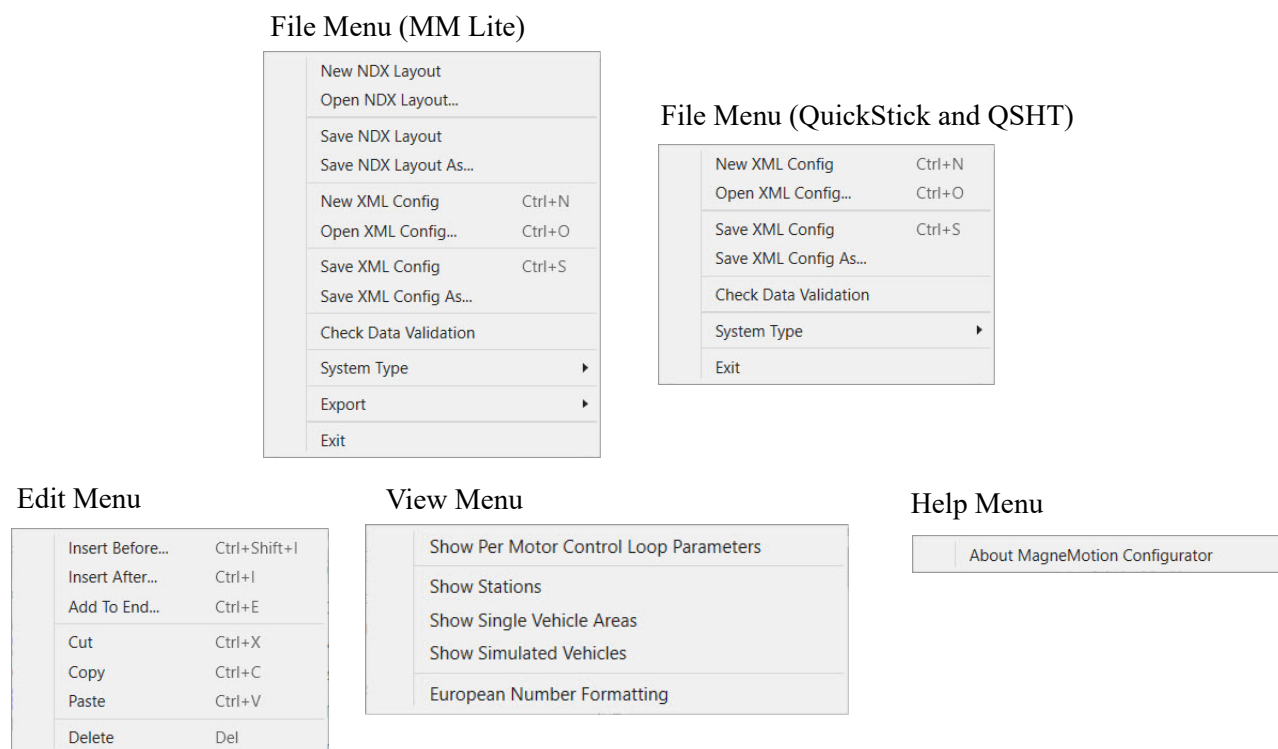 File Menu (MM Lite)
New NDX Layout
Open NDX Layout...
Save NDX Layout
Save NDX Layout As...
New XML Config Ctrl+N
Open XML Config... Ctrl+O
Save XML Config Ctrl+S
Save XML Config As...
Check Data Validation
System Type
Export
Exit
File Menu (QuickStick and QSHT)
New XML Config Ctrl+N
Open XML Config... Ctrl+O
Save XML Config Ctrl+S
Save XML Config As...
Check Data Validation
System Type
Exit
Edit Menu
Insert Before... Ctrl+Shift+I
Insert After... Ctrl+I
Add To End... Ctrl+E
Cut Ctrl+X
Copy Ctrl+C
Paste Ctrl+V
Delete Del
View Menu
Show Per Motor Control Loop Parameters
Show Stations
Show Single Vehicle Areas
Show Simulated Vehicles
European Number Formatting
Help Menu
About MagneMotion Configurator